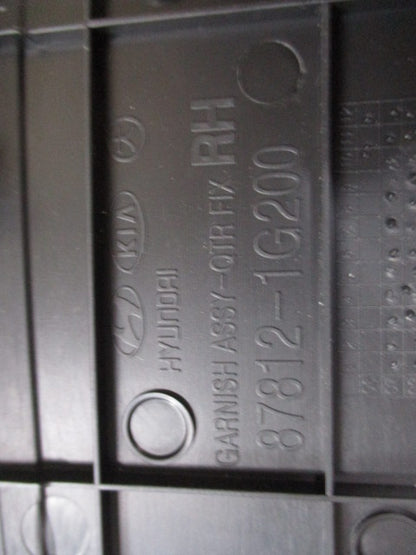 KIA
HYUNDAI
GARNISH ASSY-QTR FIX RH
87812-1G200